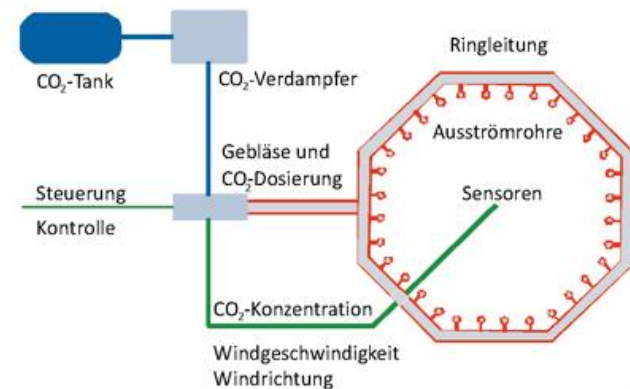 Ringleitung
CO₂-Tank
CO₂-Verdampfer
Ausströmrohre
Gebläse und
CO₂-Dosierung
Steuerung
Sensoren
Kontrolle
CO₂-Konzentration
Windgeschwindigkeit
Windrichtung